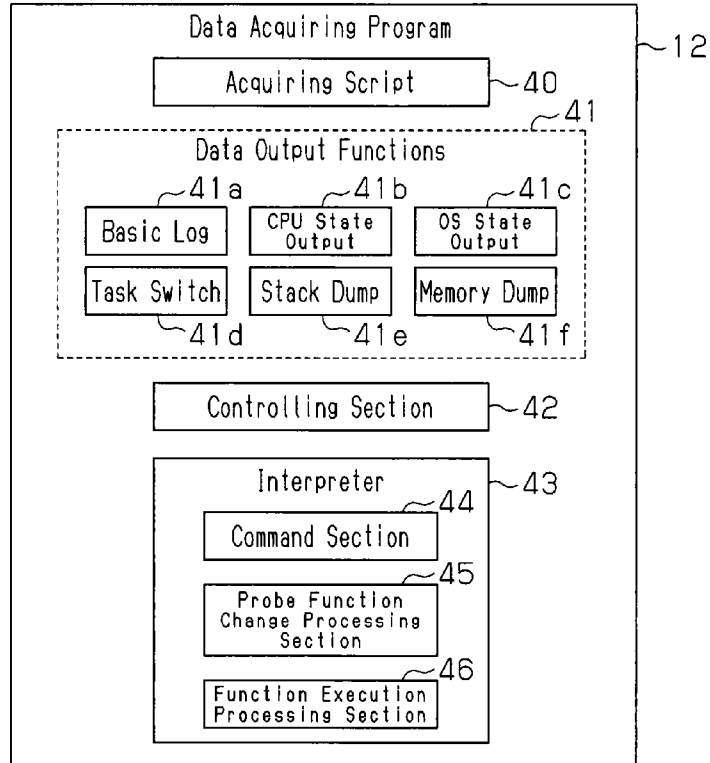 Data Acquiring Program
12
Acquiring Script
40
41
Data Output Functions
41a
41b
41c
Basic Log
CPU State
Output
OS State
Output
Task Switch
Stack Dump
Memory Dump
41d
41e
41f
Controlling Section
42
Interpreter
43
44
Command Section
45
Probe Function
Change Processing
Section
46
Function Execution
Processing Section